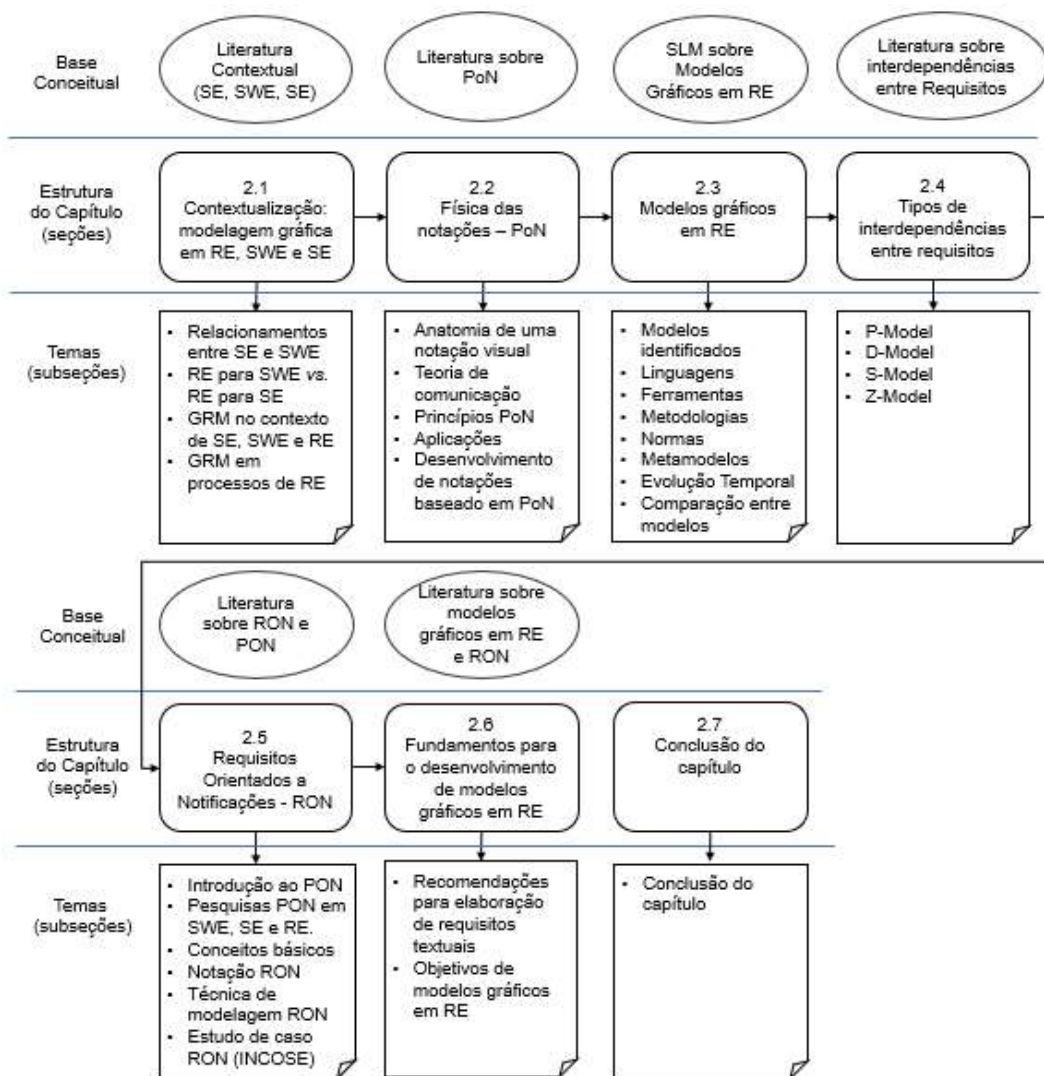 Base
Conceitual
Literatura
Contextual
(SE, SWE, SE)
Literatura sobre
PoN
SLM sobre
Modelos
Gráficos em RE
Literatura sobre
interdependências
entre Requisitos
Estrutura
do Capítulo
(seções)
2.1
Contextualização:
modelagem gráfica
em RE, SWE e SE
2.2
Física das
notações – PoN
2.3
Modelos gráficos
em RE
2.4
Tipos de
interdependências
entre requisitos
Temas
(subseções)
• Relacionamentos
entre SE e SWE
• RE para SWE vs.
RE para SE
• GRM no contexto
de SE, SWE e RE
• GRM em
processos de RE
• Anatomia de uma
notação visual
• Teoria de
comunicação
• Princípios PoN
• Aplicações
• Desenvolvimento
de notações
baseado em PoN
• Modelos
identificados
• Linguagens
• Ferramentas
• Metodologias
• Normas
• Metamodelos
• Evolução Temporal
• Comparação entre
modelos
• P-Model
• D-Model
• S-Model
• Z-Model
Base
Conceitual
Literatura
sobre RON e
PON
Literatura sobre
modelos
gráficos em RE
e RON
Estrutura
do Capítulo
(seções)
2.5
Requisitos
Orientados a
Notificações - RON
2.6
Fundamentos para
o desenvolvimento
de modelos
gráficos em RE
2.7
Conclusão do
capítulo
Temas
(subseções)
• Introdução ao PON
• Pesquisas PON em
SWE, SE e RE.
• Conceitos básicos
• Notação RON
• Técnica de
modelagem RON
• Estudo de caso
RON (INCOSE)
• Recomendações
para elaboração
de requisitos
textuais
• Objetivos de
modelos gráficos
em RE
• Conclusão do
capítulo